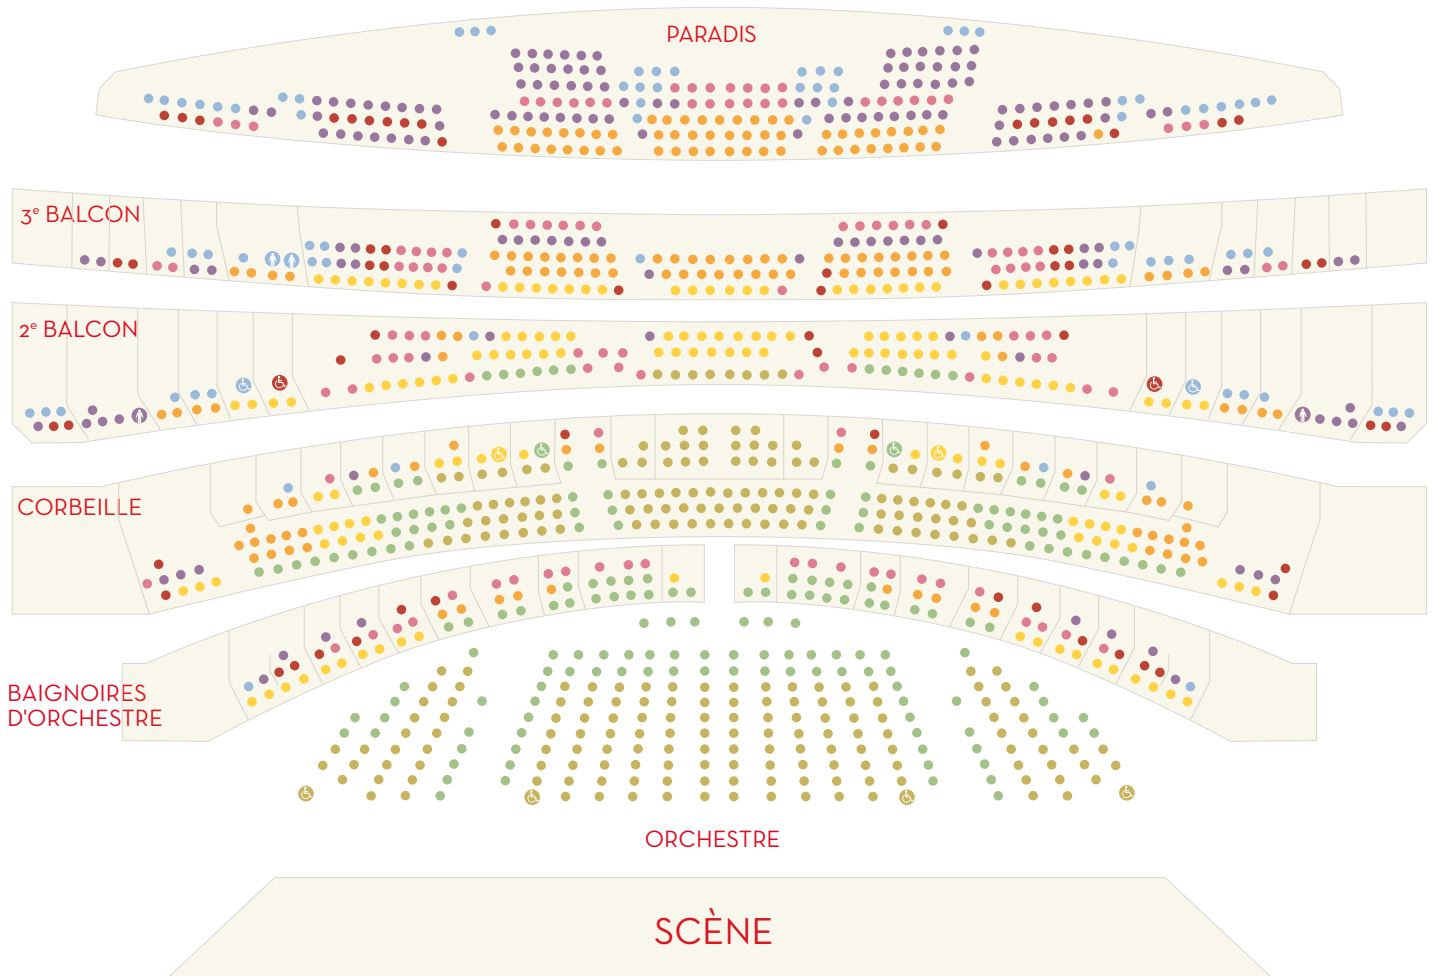 PARADIS
3e BALCON
2e BALCON
CORBEILLE
BAIGNOIRES
D'ORCHESTRE
ORCHESTRE
SCÈNE